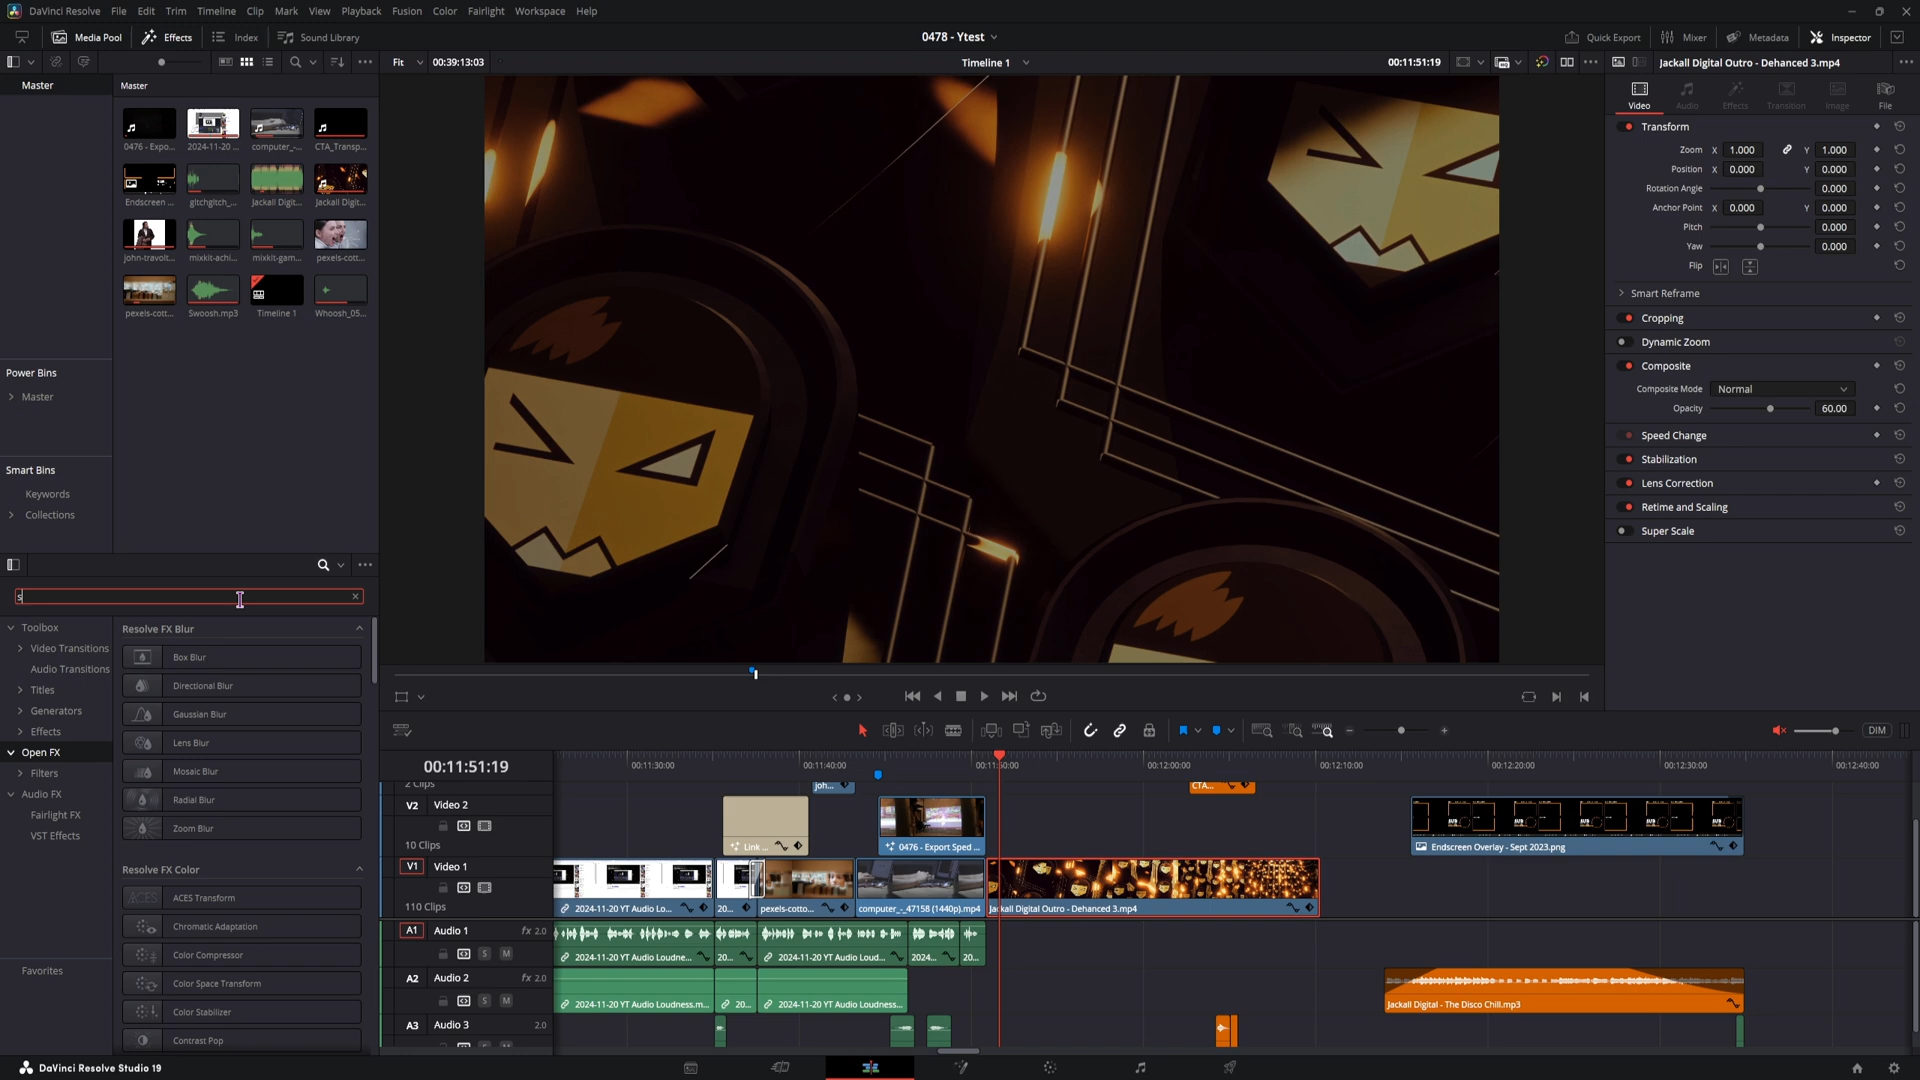 DaVinci Resolve File Edit Trim Timeline Clip Mark View Playback Fusion Color Fairlight Workspace Help
Media Pool Effects Index Sound Library 0478 - Ytest Quick Export Mixer Metadata Inspector
Fit 00:39:13:03 Timeline 1 00:11:51:19 Jackall Digital Outro - Dehanced 3.mp4
Master Master
Video Audio Effects Transition Image File
0476 - Expo... 2024-11-20 ... computer_-... CTA_Transp...
Endscreen ... gltchgltch_... Jackall Digit... Jackall Digit...
john-travolt... mixkit-achi... mixkit-gam... pexels-cott...
pexels-cott... Swoosh.mp3 Timeline 1 Whoosh_05...
Transform
Zoom X 1.000 Y 1.000
Position X 0.000 Y 0.000
Rotation Angle 0.000
Anchor Point X 0.000 Y 0.000
Pitch 0.000
Yaw 0.000
Flip
Smart Reframe
Cropping
Dynamic Zoom
Composite
Composite Mode Normal
Opacity 60.00
Speed Change
Stabilization
Lens Correction
Retime and Scaling
Super Scale
Power Bins
Master
Smart Bins
Keywords
Collections
s
Toolbox
Video Transitions
Audio Transitions
Titles
Generators
Effects
Open FX
Filters
Audio FX
Fairlight FX
VST Effects
Favorites
Resolve FX Blur
Box Blur
Directional Blur
Gaussian Blur
Lens Blur
Mosaic Blur
Radial Blur
Zoom Blur
Resolve FX Color
ACES ACES Transform
Chromatic Adaptation
Color Compressor
Color Space Transform
Color Stabilizer
Contrast Pop
DIM
00:11:51:19 00:11:30:00 00:11:40:00 00:11:50:00 00:12:00:00 00:12:10:00 00:12:20:00 00:12:30:00 00:12:40:00
2 Clips joh... CTA...
V2 Video 2
10 Clips Link ... 0476 - Export Sped ... Endscreen Overlay - Sept 2023.png
V1 Video 1
110 Clips 2024-11-20 YT Audio Lo... 20... pexels-cotto... computer_-_47158 (1440p).mp4 Jackall Digital Outro - Dehanced 3.mp4
A1 Audio 1 fx 2.0
S M 2024-11-20 YT Audio Loudne... 20... 2024-11-20 YT Audio Loud... 2024... 20...
A2 Audio 2 fx 2.0
S M 2024-11-20 YT Audio Loudness.m... 20... 2024-11-20 YT Audio Loudness... Jackall Digital - The Disco Chill.mp3
A3 Audio 3 2.0
DaVinci Resolve Studio 19